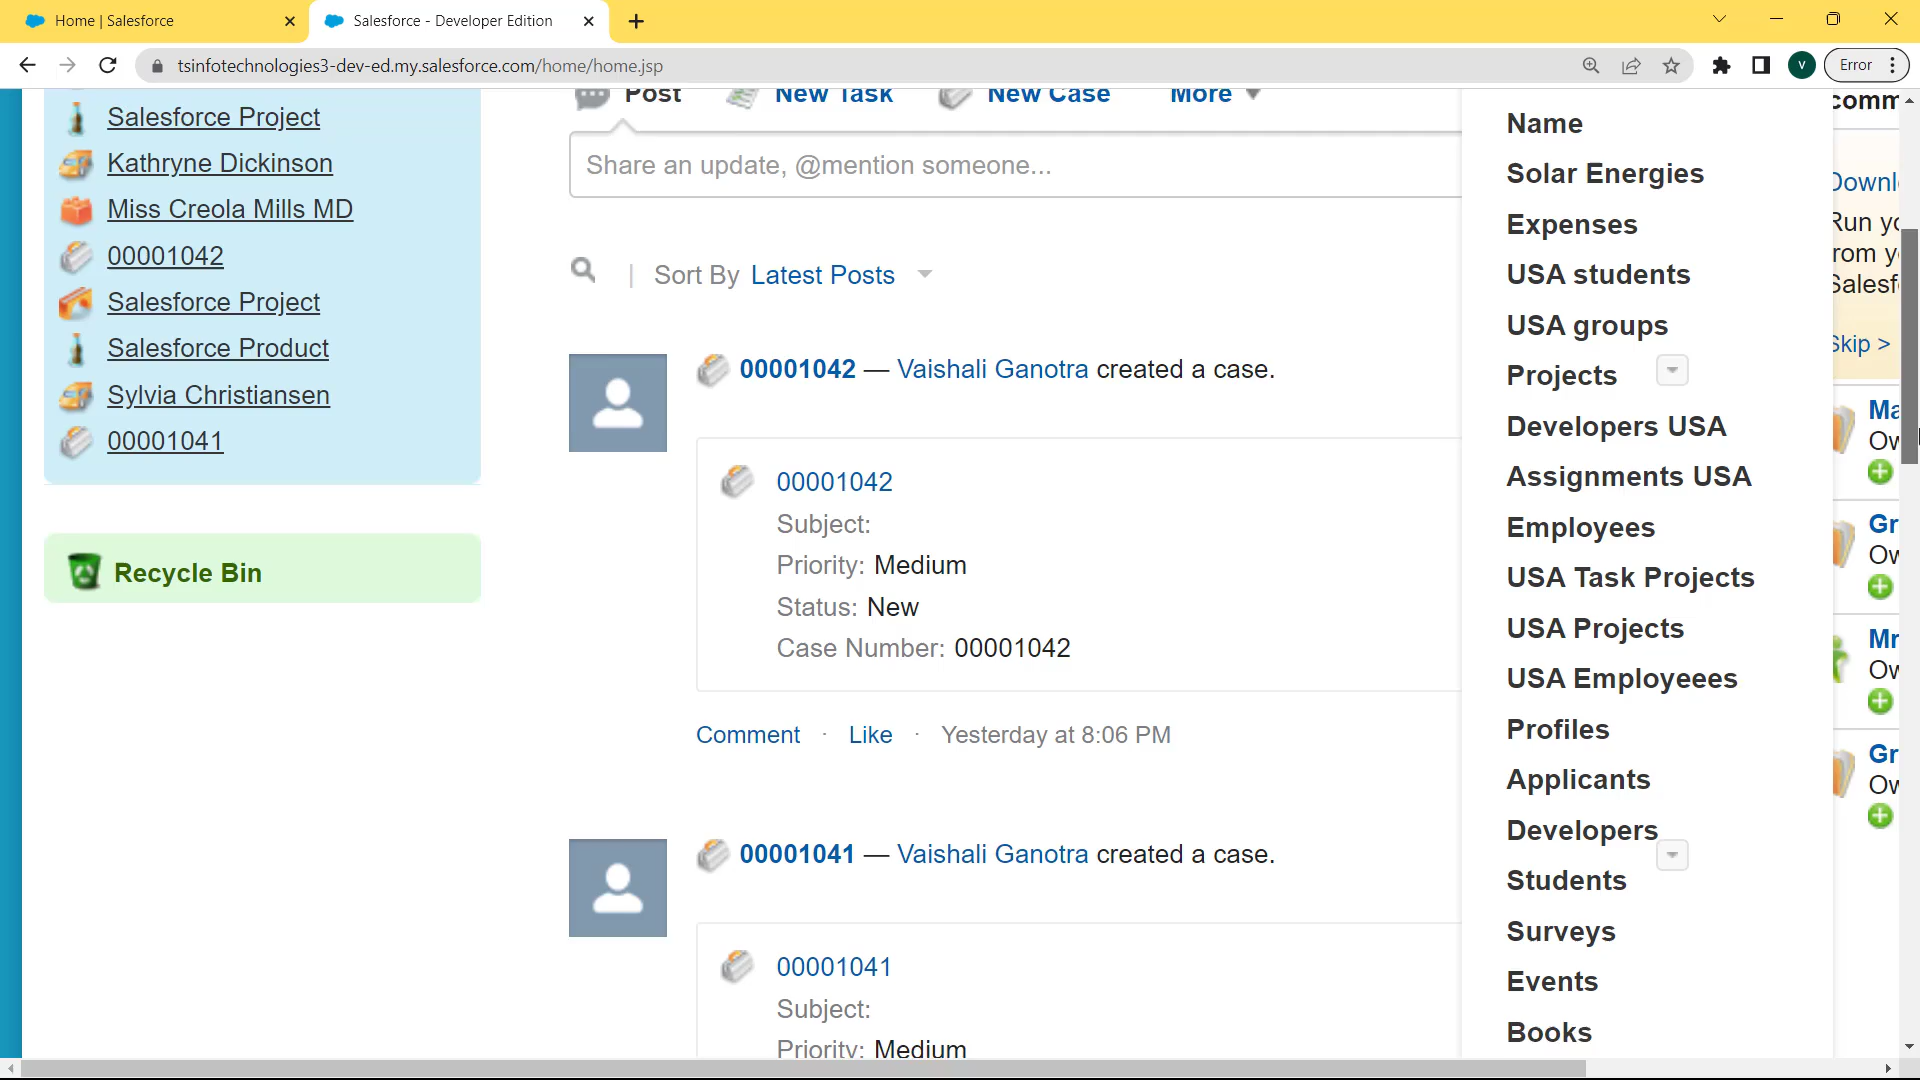 Home | Salesforce
Salesforce - Developer Edition
tsinfotechnologies3-dev-ed.my.salesforce.com/home/home.jsp
V
Error
Salesforce Project
Kathryne Dickinson
Miss Creola Mills MD
00001042
Salesforce Project
Salesforce Product
Sylvia Christiansen
00001041
Recycle Bin
Post
New Task
New Case
More
Share an update, @mention someone...
| Sort By Latest Posts
00001042 — Vaishali Ganotra created a case.
00001042
Subject:
Priority: Medium
Status: New
Case Number: 00001042
Comment · Like · Yesterday at 8:06 PM
00001041 — Vaishali Ganotra created a case.
00001041
Subject:
Priority: Medium
Name
Solar Energies
Expenses
USA students
USA groups
Projects
Developers USA
Assignments USA
Employees
USA Task Projects
USA Projects
USA Employeees
Profiles
Applicants
Developers
Students
Surveys
Events
Books
Skip >